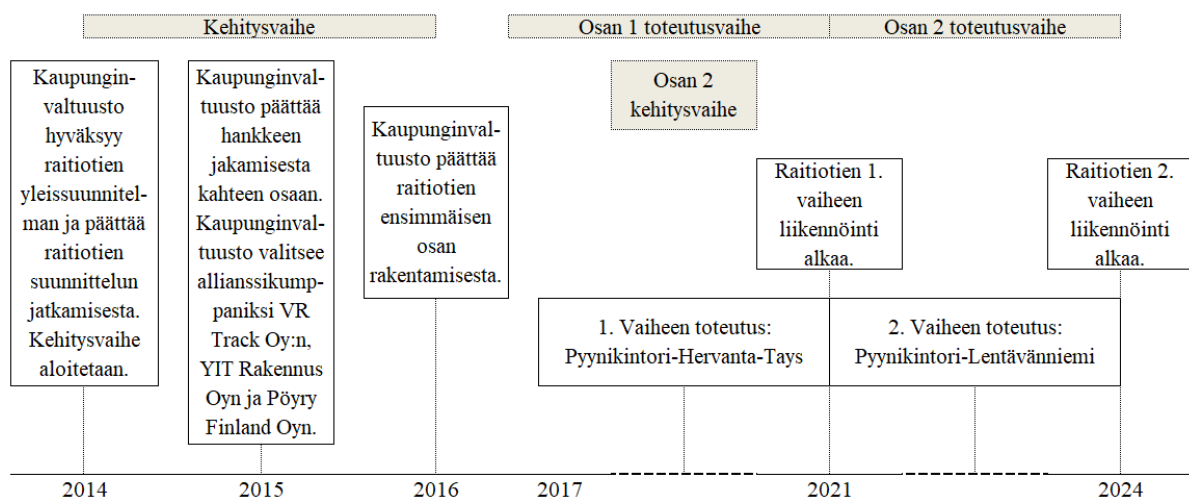 Kehitysvaihe
Osan 1 toteutusvaihe
Osan 2 toteutusvaihe
Kaupungin-
valtuusto
hyväksyy
raitiotien
yleissuunnitel-
man ja päättää
raitiotien
suunnittelun
jatkamisesta.
Kehitysvaihe
aloitetaan.
Kaupunginval-
tuusto päättää
hankkeen
jakamisesta
kahteen osaan.
Kaupunginval-
tuusto valitsee
allianssikump-
paniksi VR
Track Oy:n,
YIT Rakennus
Oyn ja Pöyry
Finland Oyn.
Kaupunginval-
tuusto päättää
raitiotien
ensimmäisen
osan
rakentamisesta.
Osan 2
kehitysvaihe
Raitiotien 1.
vaiheen
liikennöinti
alkaa.
Raitiotien 2.
vaiheen
liikennöinti
alkaa.
1. Vaiheen toteutus:
Pyynikintori-Hervanta-Tays
2. Vaiheen toteutus:
Pyynikintori-Lentävänniemi
2014
2015
2016
2017
2021
2024